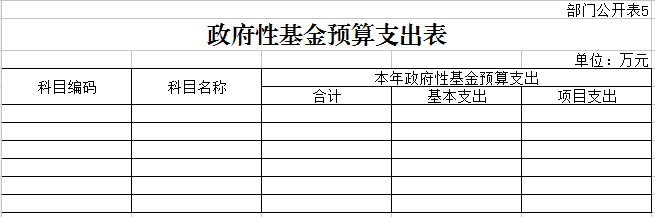 部门公开表5
政府性基金预算支出表
单位：万元
科目编码 科目名称 本年政府性基金预算支出
合计 基本支出 项目支出